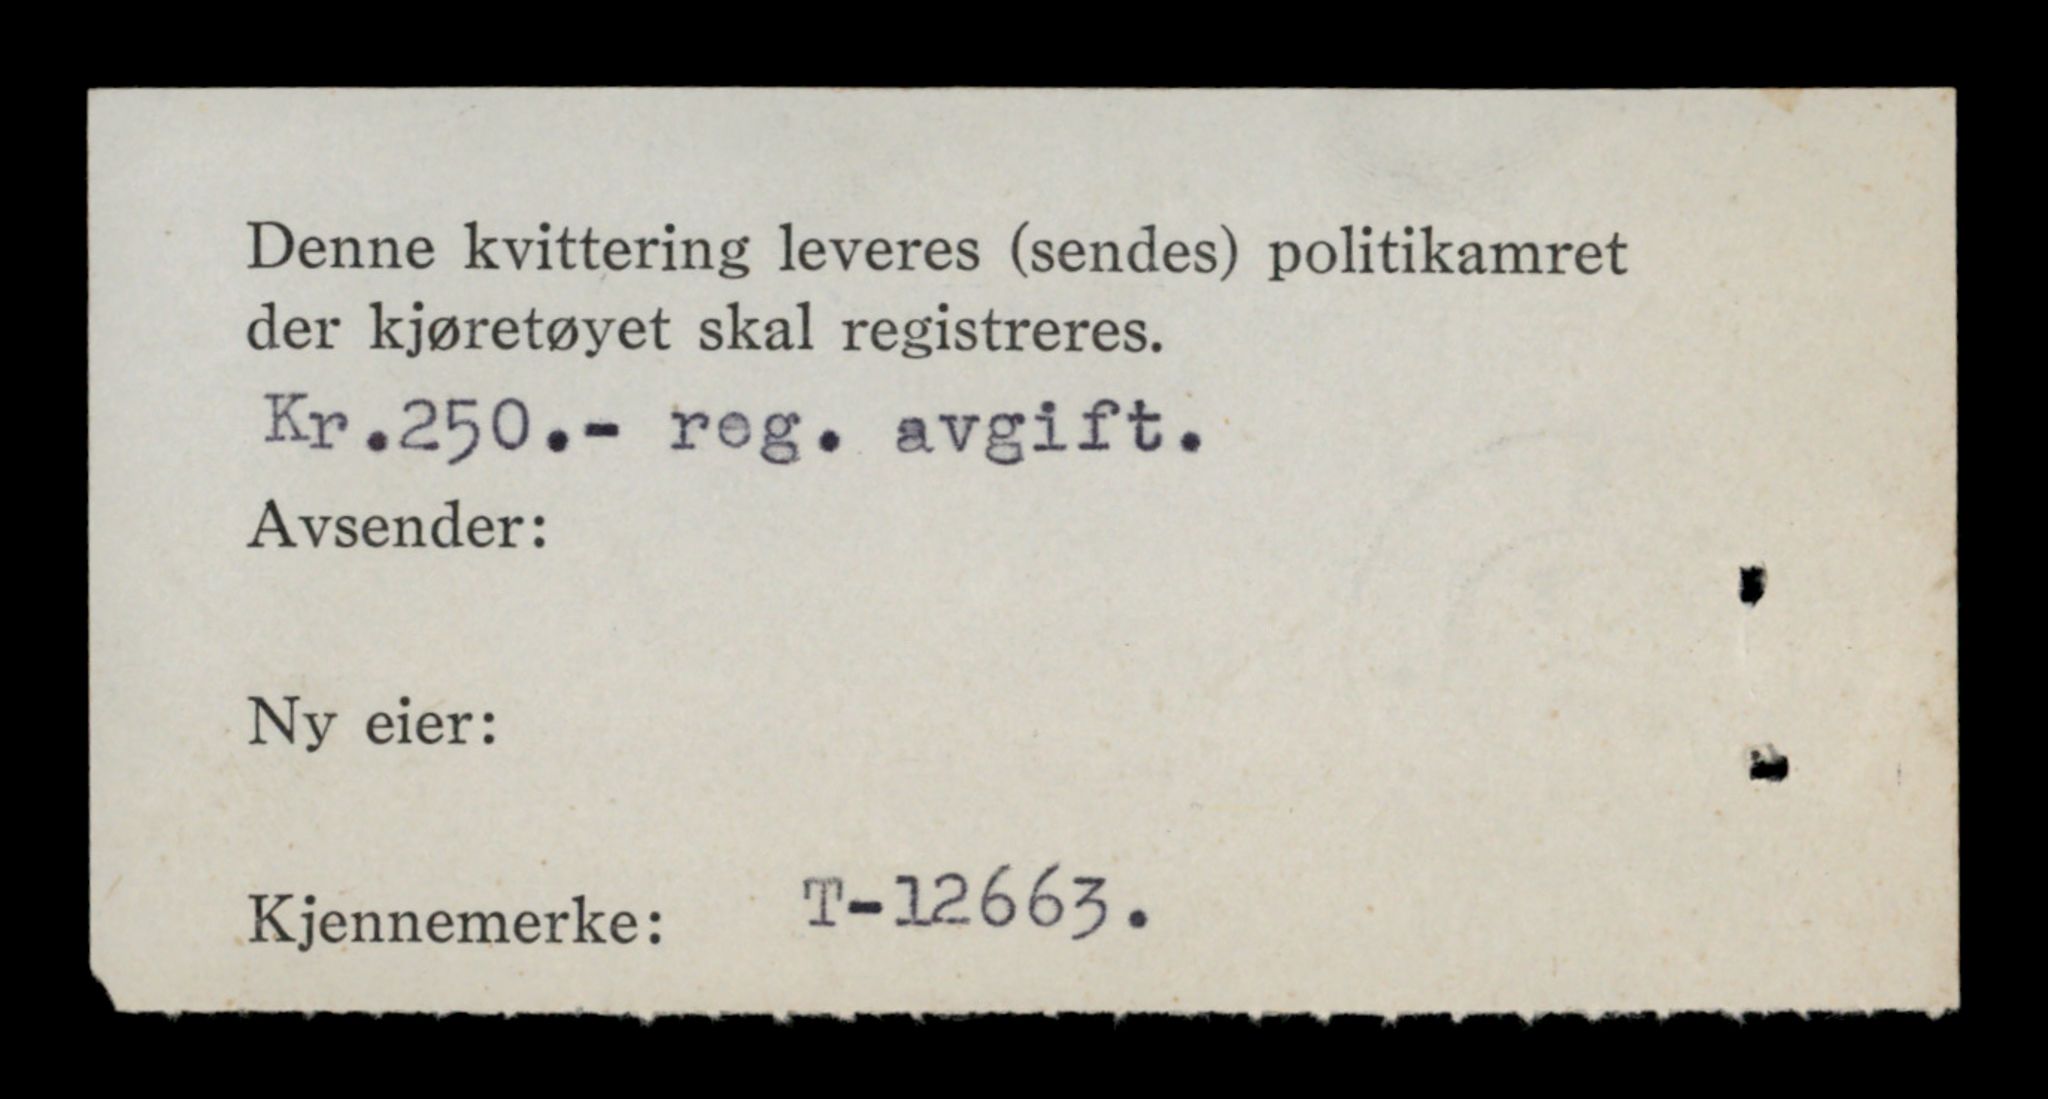 Denne kvittering leveres (sendes) politikamret
der kjøretøyet skal registreres.
Kr.250.- reg. avgift.
Avsender:
Ny eier:
Kjennemerke: T-12663.